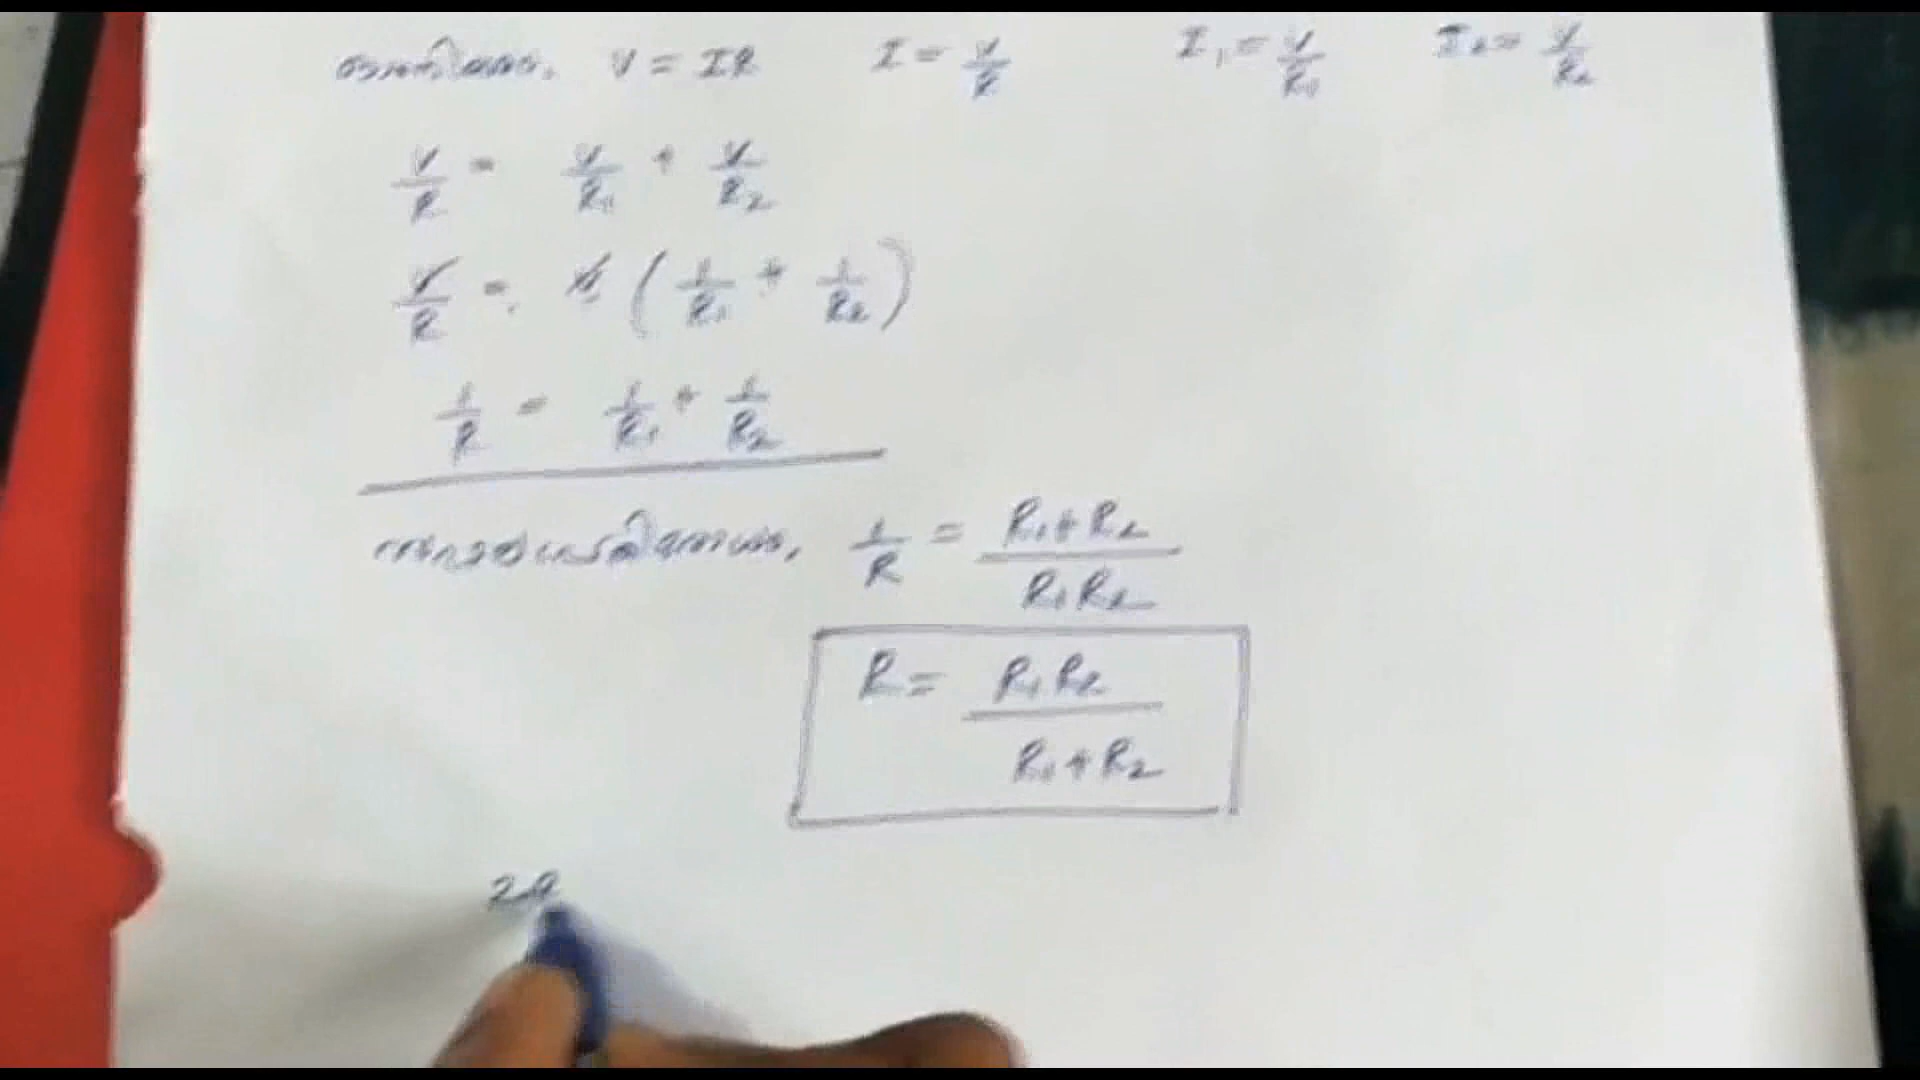 V = IR I = V/R I₁ = V/R₁ I₂ = V/R₂
V/R = V/R₁ + V/R₂
V/R = V ( 1/R₁ + 1/R₂ )
1/R = 1/R₁ + 1/R₂
1/R = R₁+R₂ / R₁R₂
R = R₁R₂ / R₁+R₂